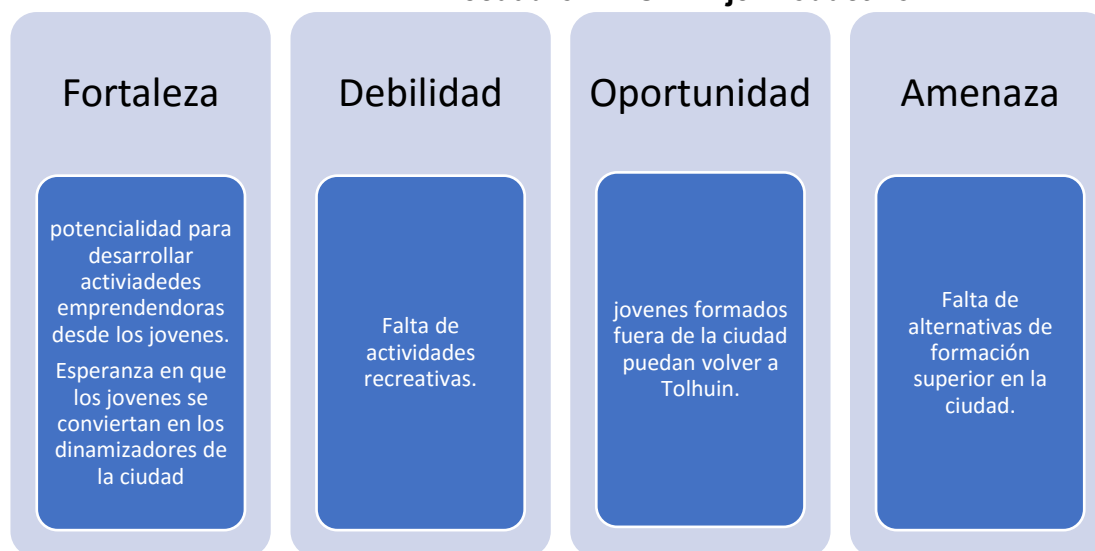 Fortaleza
potencialidad para
desarrollar
activiadedes
emprendendoras
desde los jovenes.
Esperanza en que
los jovenes se
conviertan en los
dinamizadores de
la ciudad
Debilidad
Falta de
actividades
recreativas.
Oportunidad
jovenes formados
fuera de la ciudad
puedan volver a
Tolhuin.
Amenaza
Falta de
alternativas de
formación
superior en la
ciudad.